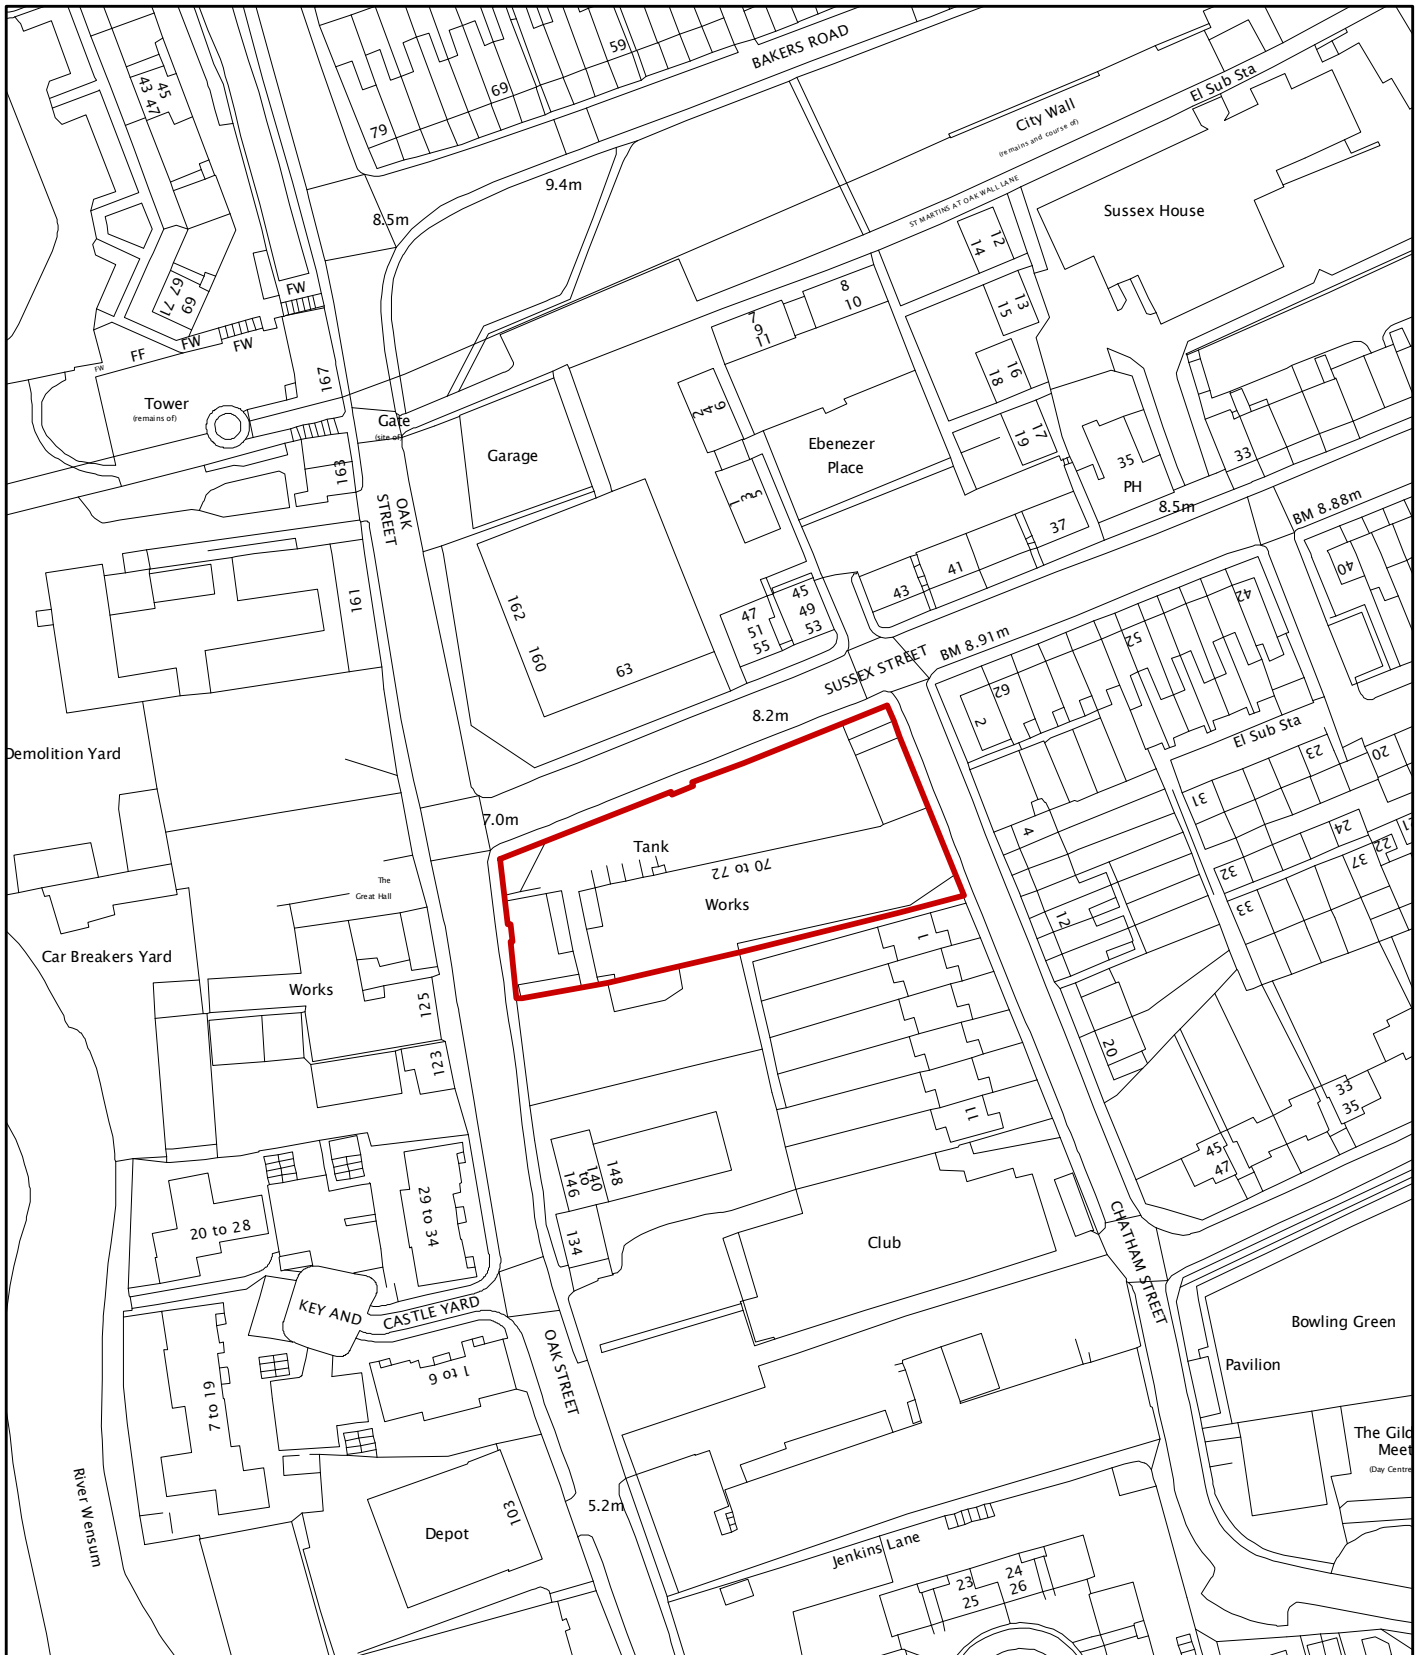 59
BAKERS ROAD
69
79
43 47
45
El Sub Sta
City Wall
(remains and course of)
9.4m
8.5m
ST MARTINS AT OAK WALL LANE
Sussex House
12
14
67
71
69
FW
FW
FW
FF
FW
8
10
7
9
11
13
15
16
18
167
Tower
(remains of)
Gate
(site of)
2
4
6
Garage
Ebenezer
Place
17
19
35
PH
33
163
OAK
STREET
1
3
5
8.5m
BM 8.88m
37
41
43
40
42
161
162
160
63
45
47
49
51
53
55
52
62
2
SUSSEX STREET
BM 8.91m
8.2m
El Sub Sta
23
20
Demolition Yard
31
7.0m
Tank
70 to 72
Works
4
24
22
21
37
32
33
The
Great Hall
12
1
Car Breakers Yard
Works
125
123
20
11
33
35
45
47
146
to
140
148
134
29 to 34
20 to 28
Club
CHATHAM STREET
KEY AND
CASTLE YARD
OAK STREET
1 to 6
7 to 19
Bowling Green
Pavilion
The Gild
Meet
(Day Centre
River Wensum
103
Depot
5.2m
Jenkins Lane
23
25
24
26